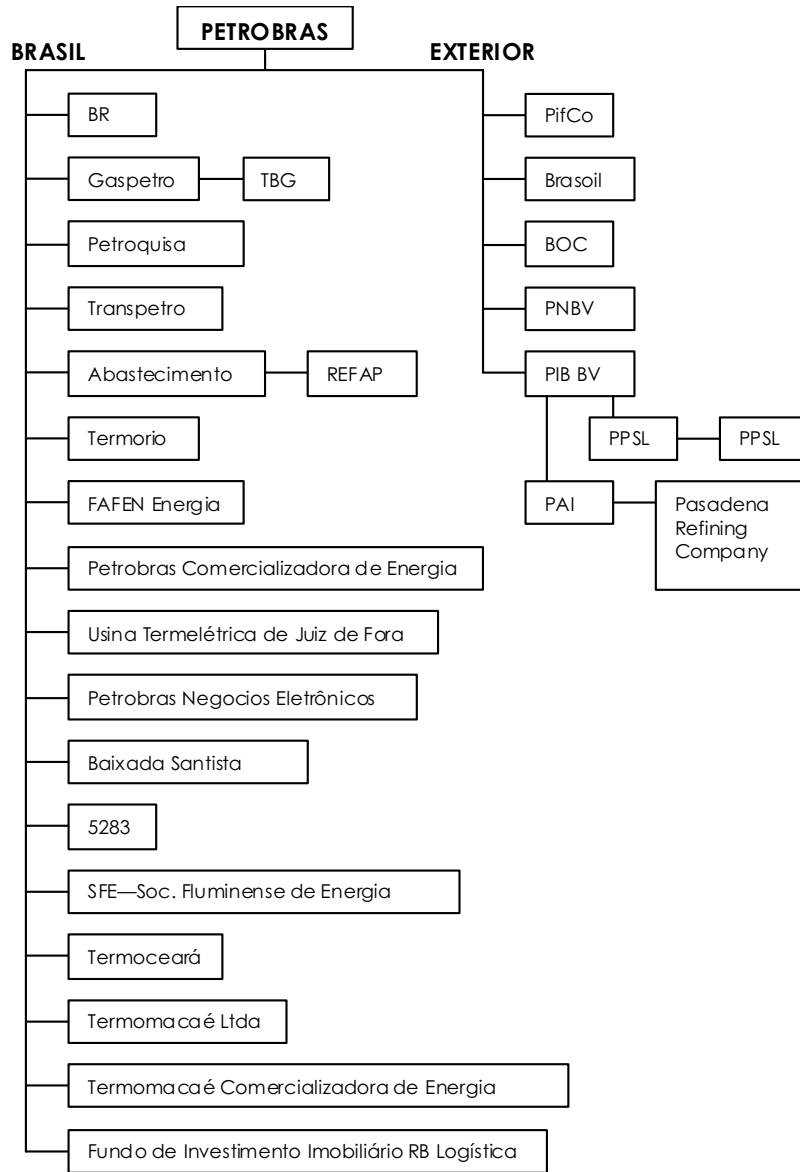 PETROBRAS
BRASIL
EXTERIOR
BR
PifCo
Gaspetro
TBG
Brasoil
Petroquisa
BOC
Transpetro
PNBV
Abastecimento
REFAP
PIB BV
Termorio
PPSL
PPSL
FAFEN Energia
PAI
Pasadena
Refining
Company
Petrobras Comercializadora de Energia
Usina Termelétrica de Juiz de Fora
Petrobras Negocios Eletrônicos
Baixada Santista
5283
SFE—Soc. Fluminense de Energia
Termoceará
Termomacaé Ltda
Termomacaé Comercializadora de Energia
Fundo de Investimento Imobiliário RB Logística